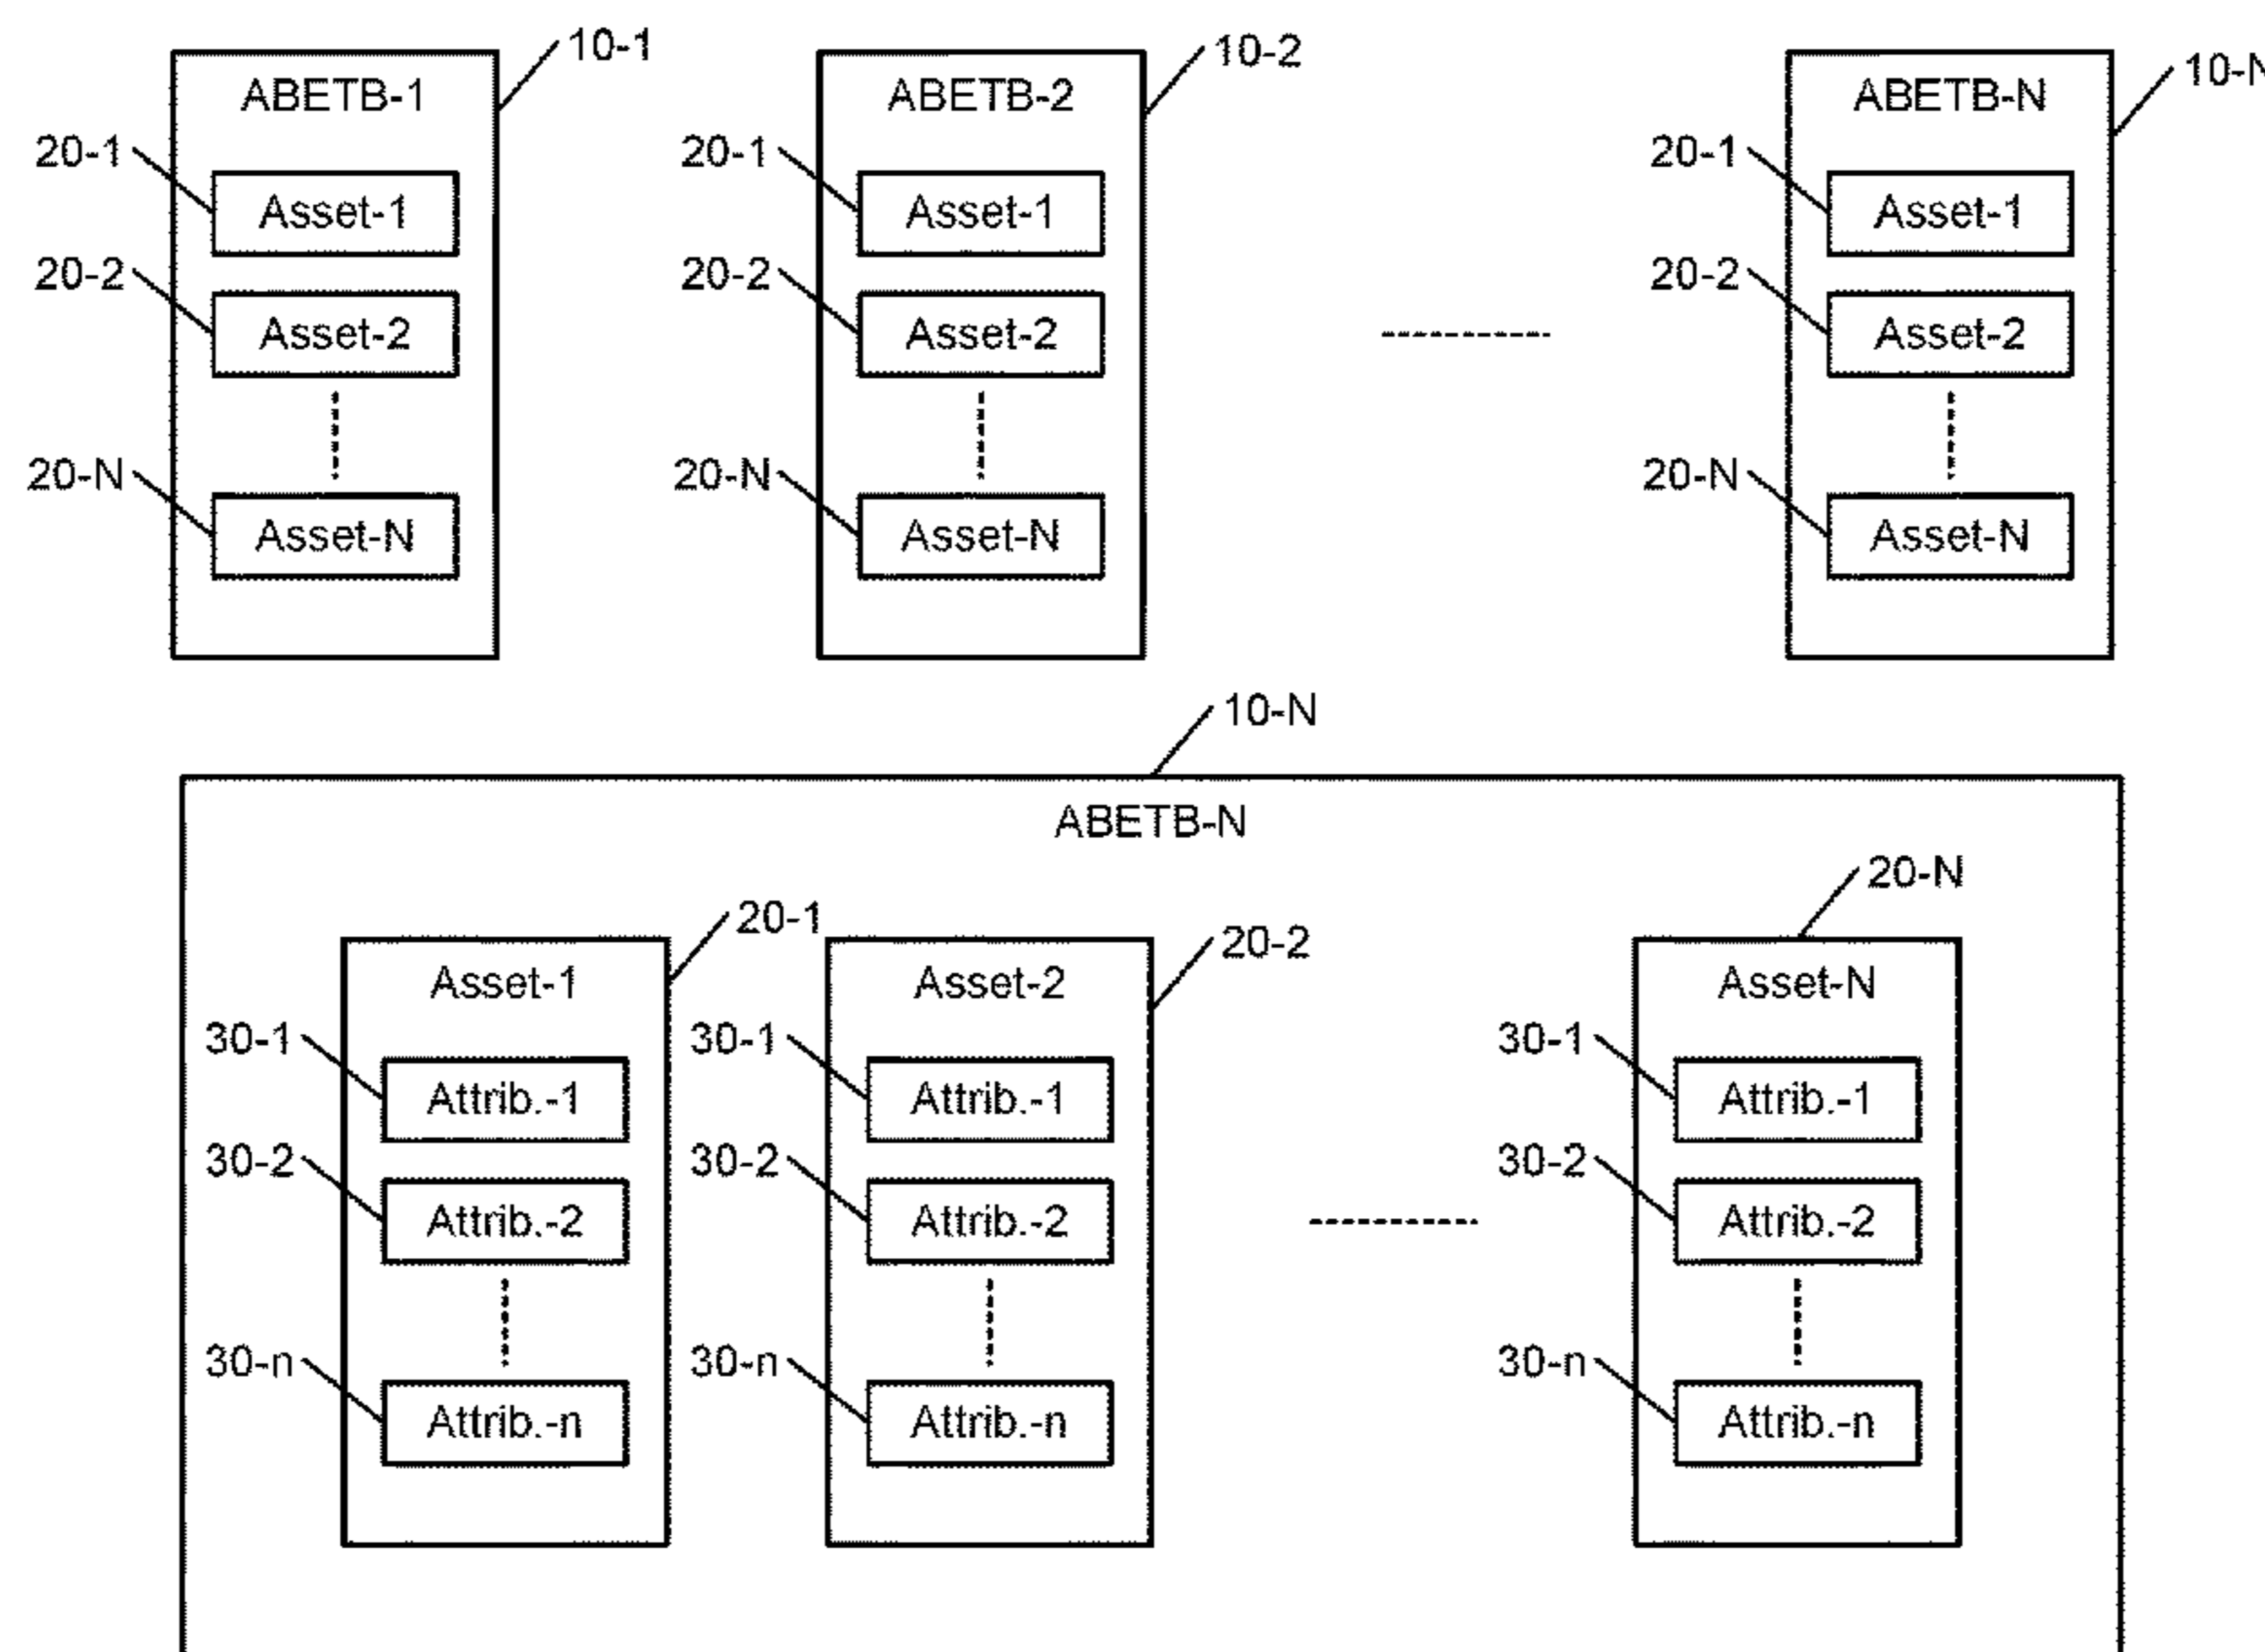 10-1
10-2
10-N
ABETB-1
ABETB-2
ABETB-N
20-1
20-1
20-1
Asset-1
Asset-1
Asset-1
20-2
20-2
20-2
Asset-2
Asset-2
Asset-2
20-N
20-N
20-N
Asset-N
Asset-N
Asset-N
10-N
ABETB-N
20-N
20-1
20-2
Asset-1
Asset-2
Asset-N
30-1
30-1
30-1
Attrib.-1
Attrib.-1
Attrib.-1
30-2
30-2
30-2
Attrib.-2
Attrib.-2
Attrib.-2
30-n
30-n
30-n
Attrib.-n
Attrib.-n
Attrib.-n